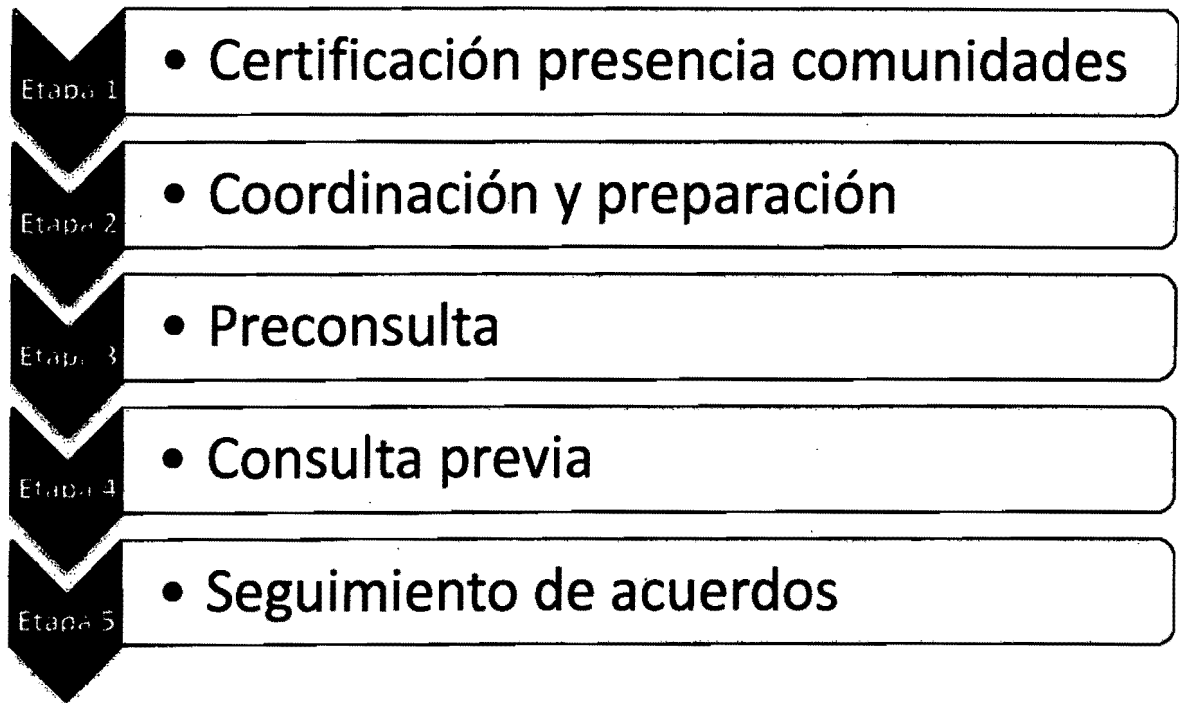 Etapa 1
• Certificación presencia comunidades
Etapa 2
• Coordinación y preparación
Etapa 3
• Preconsulta
Etapa 4
• Consulta previa
Etapa 5
• Seguimiento de acuerdos